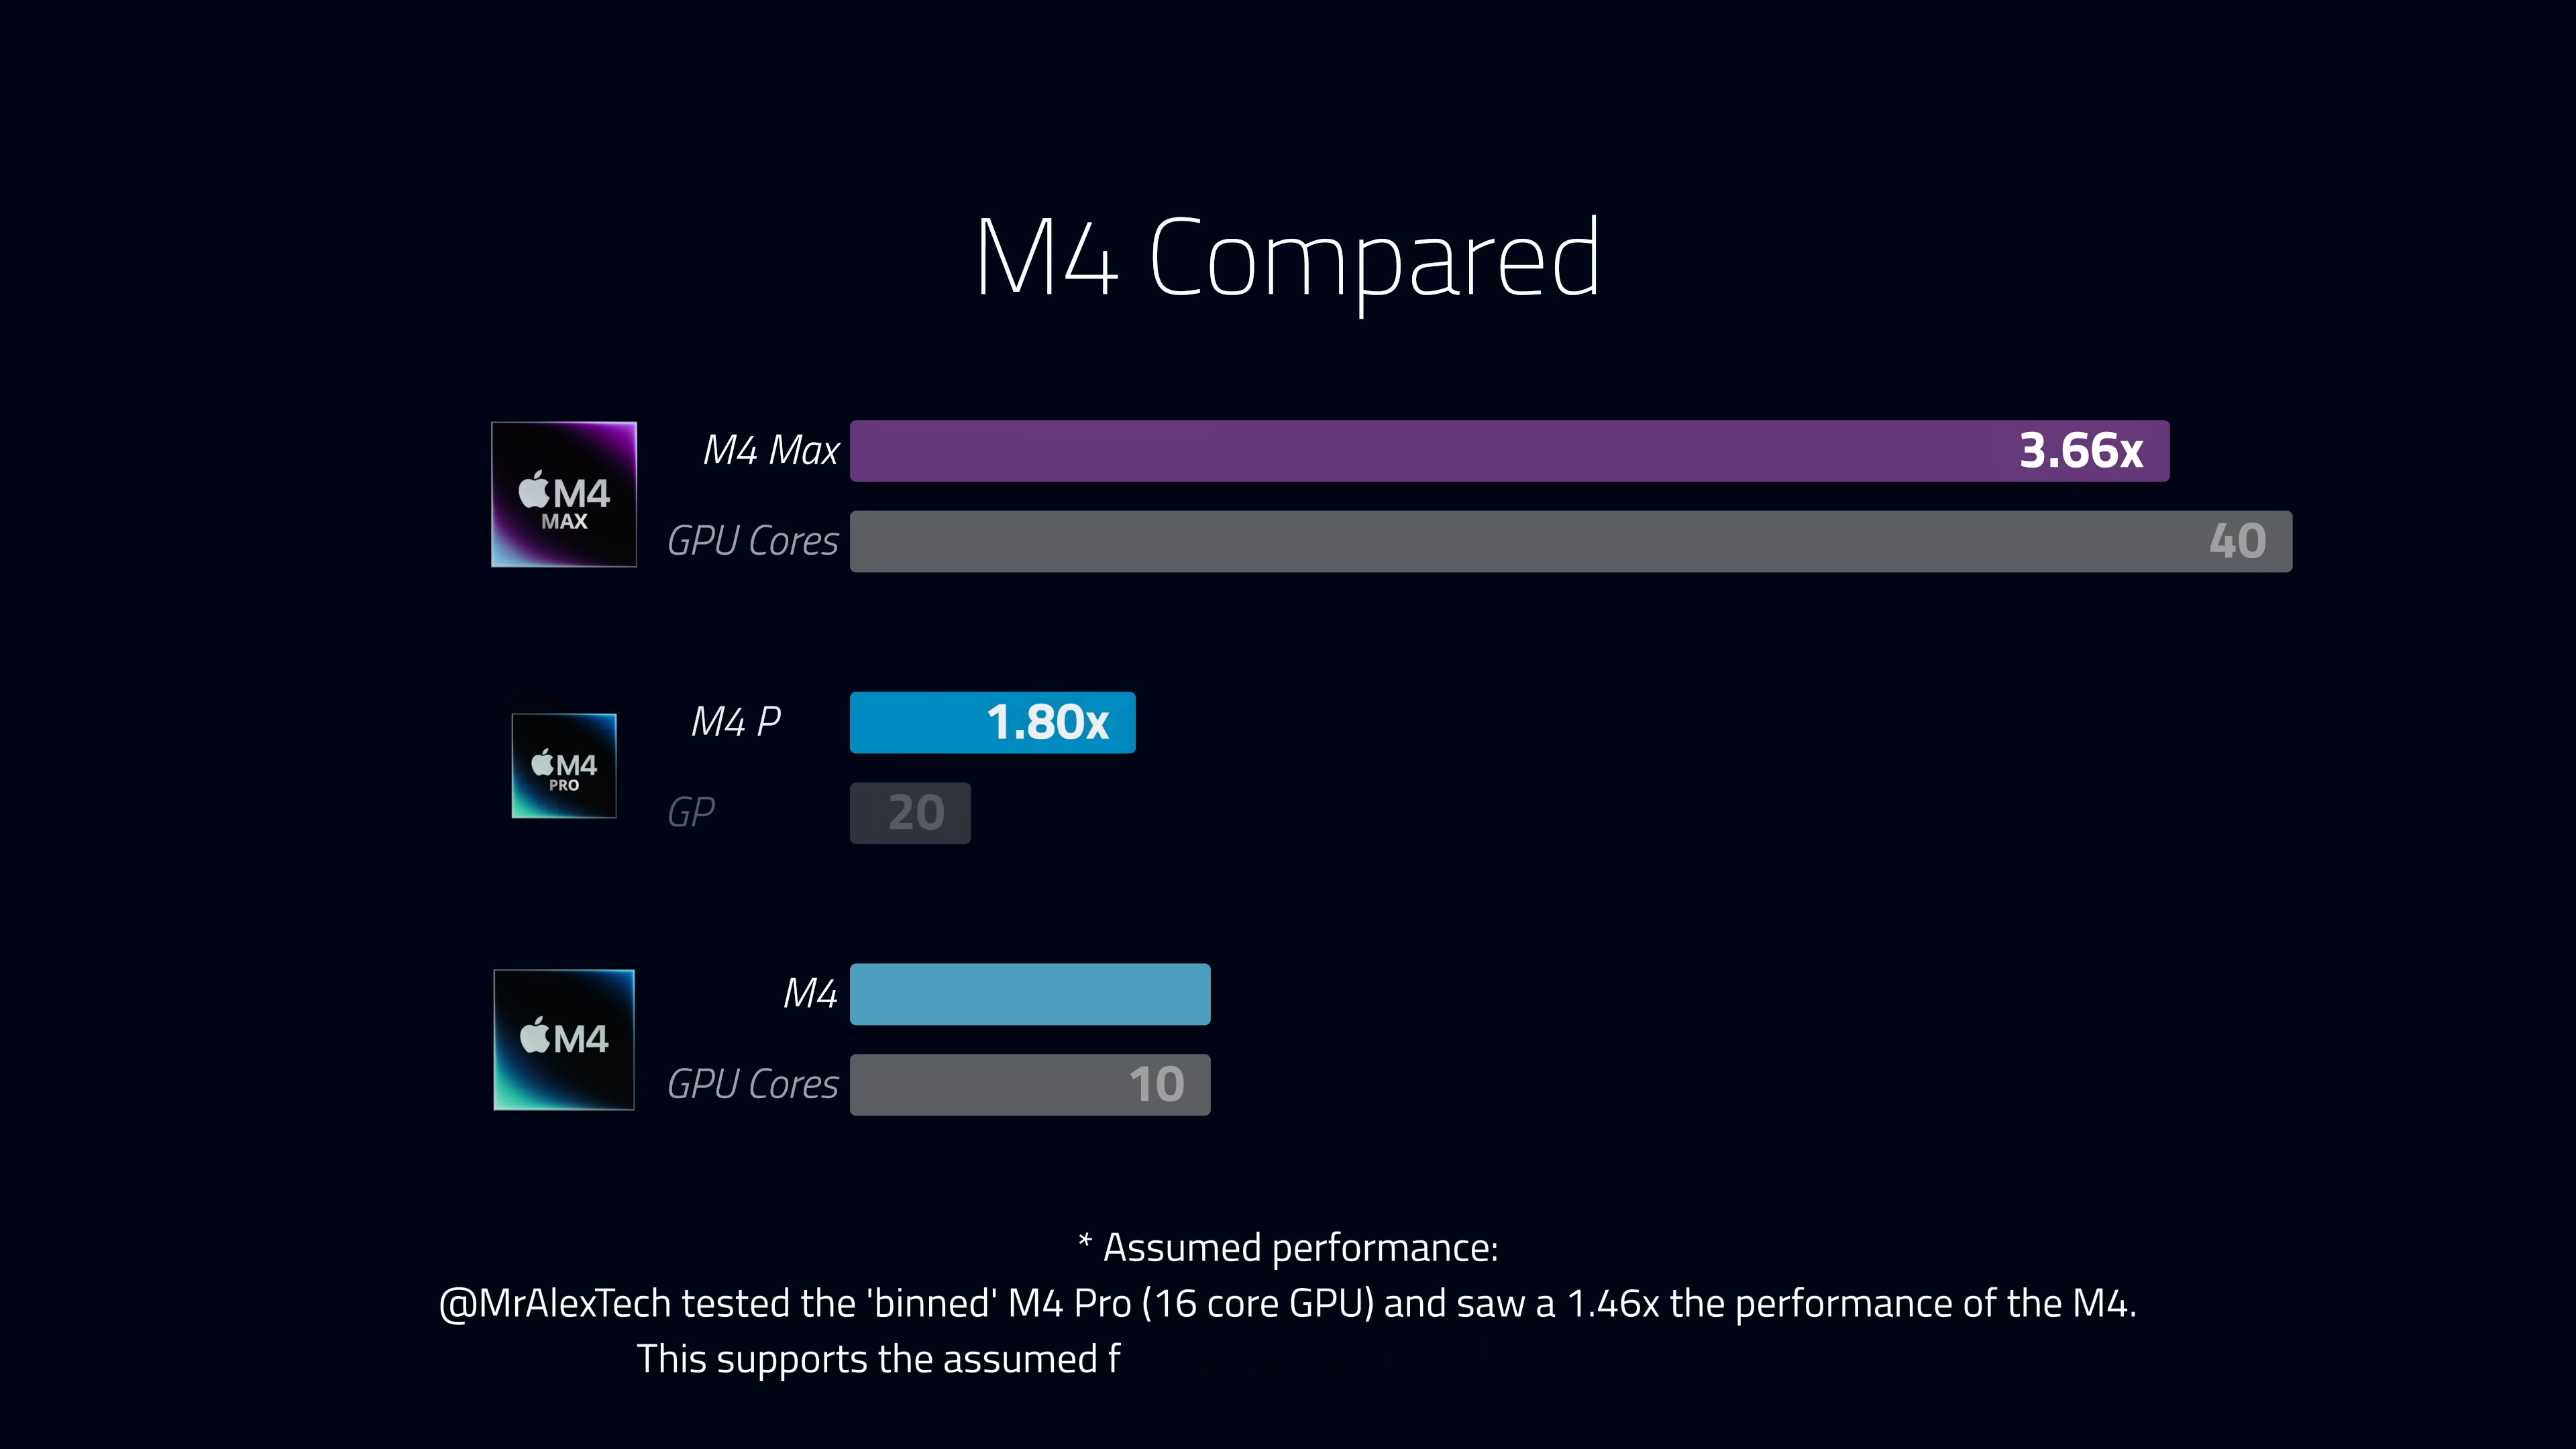 M4 Compared
M4
MAX
M4 Max
3.66x
GPU Cores
40
M4
PRO
M4 P
1.80x
GP
20
M4
M4
GPU Cores
10
* Assumed performance:
@MrAlexTech tested the 'binned' M4 Pro (16 core GPU) and saw a 1.46x the performance of the M4.
This supports the assumed f